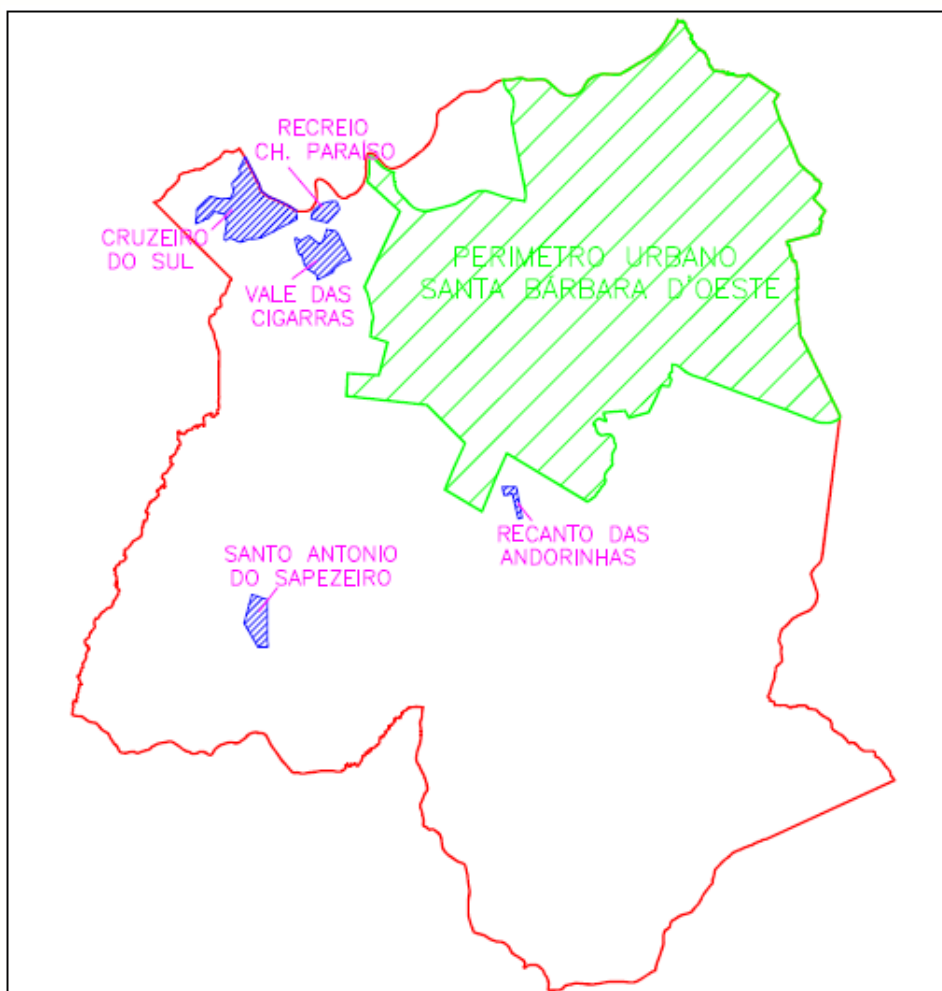 RECREIO
CH. PARAISO
CRUZEIRO
DO SUL
VALE DAS
CIGARRAS
PERIMETRO URBANO
SANTA BÁRBARA D'OESTE
RECANTO DAS
ANDORINHAS
SANTO ANTONIO
DO SAPEZEIRO